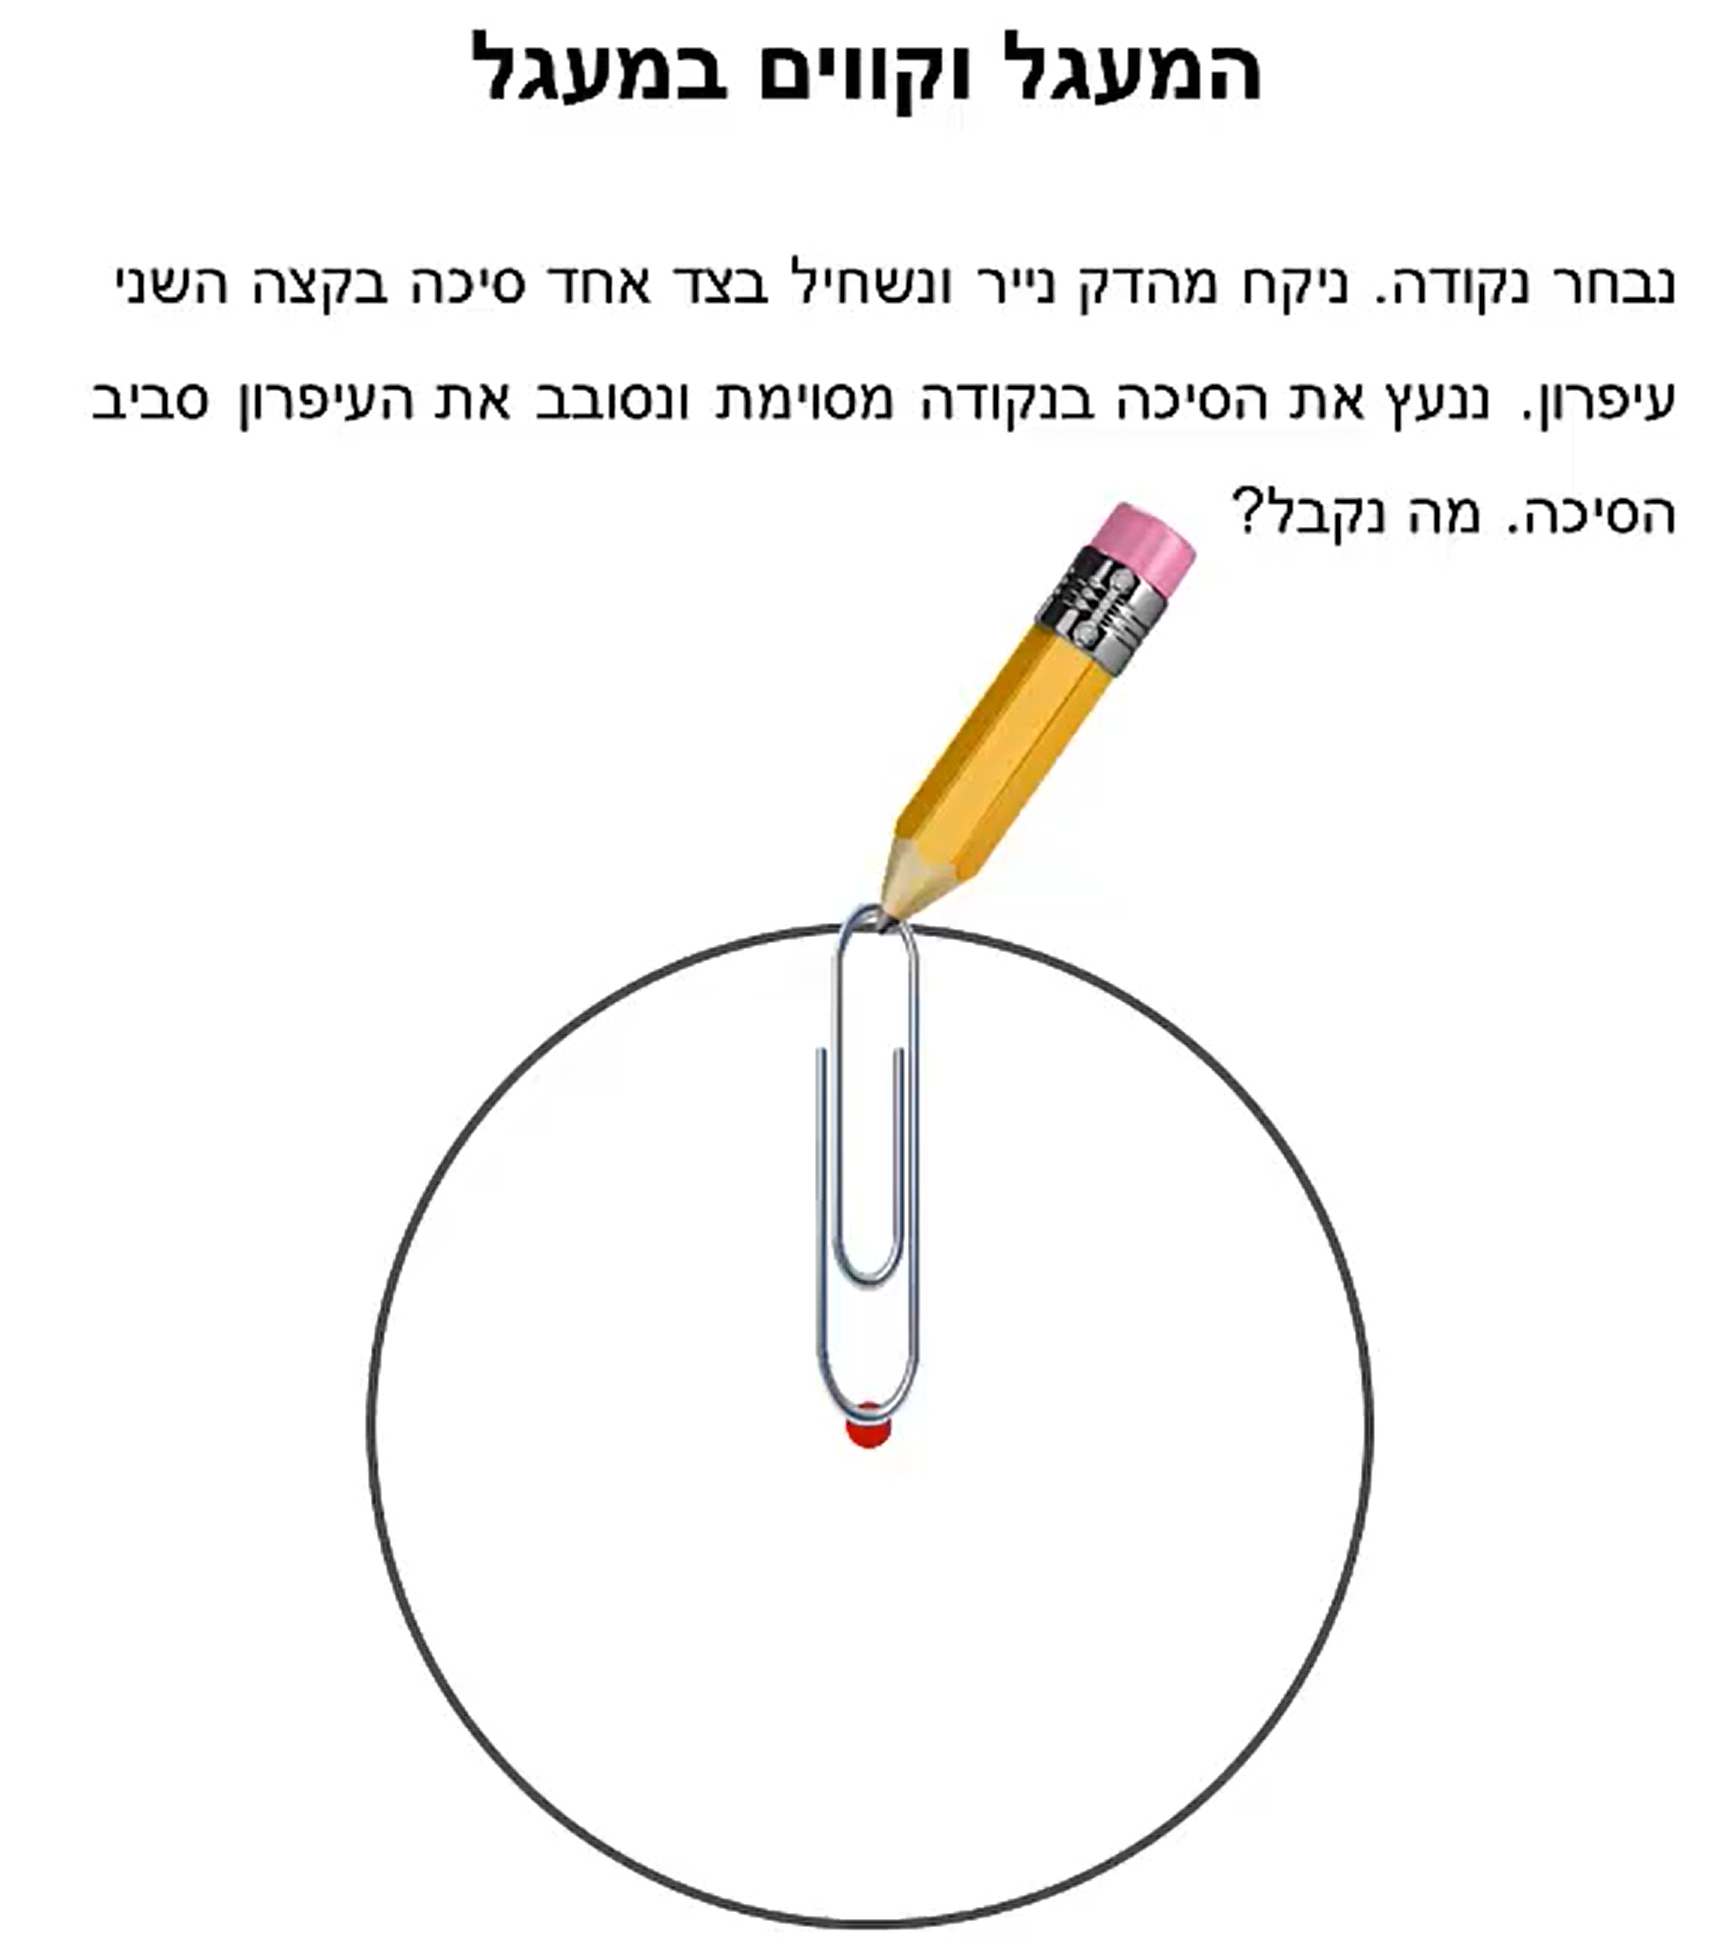 המעגל וקווים במעגל
נבחר נקודה. ניקח מהדק נייר ונשחיל בצד אחד סיכה בקצה השני
עיפרון. ננעץ את הסיכה בנקודה מסוימת ונסובב את העיפרון סביב
הסיכה. מה נקבל?